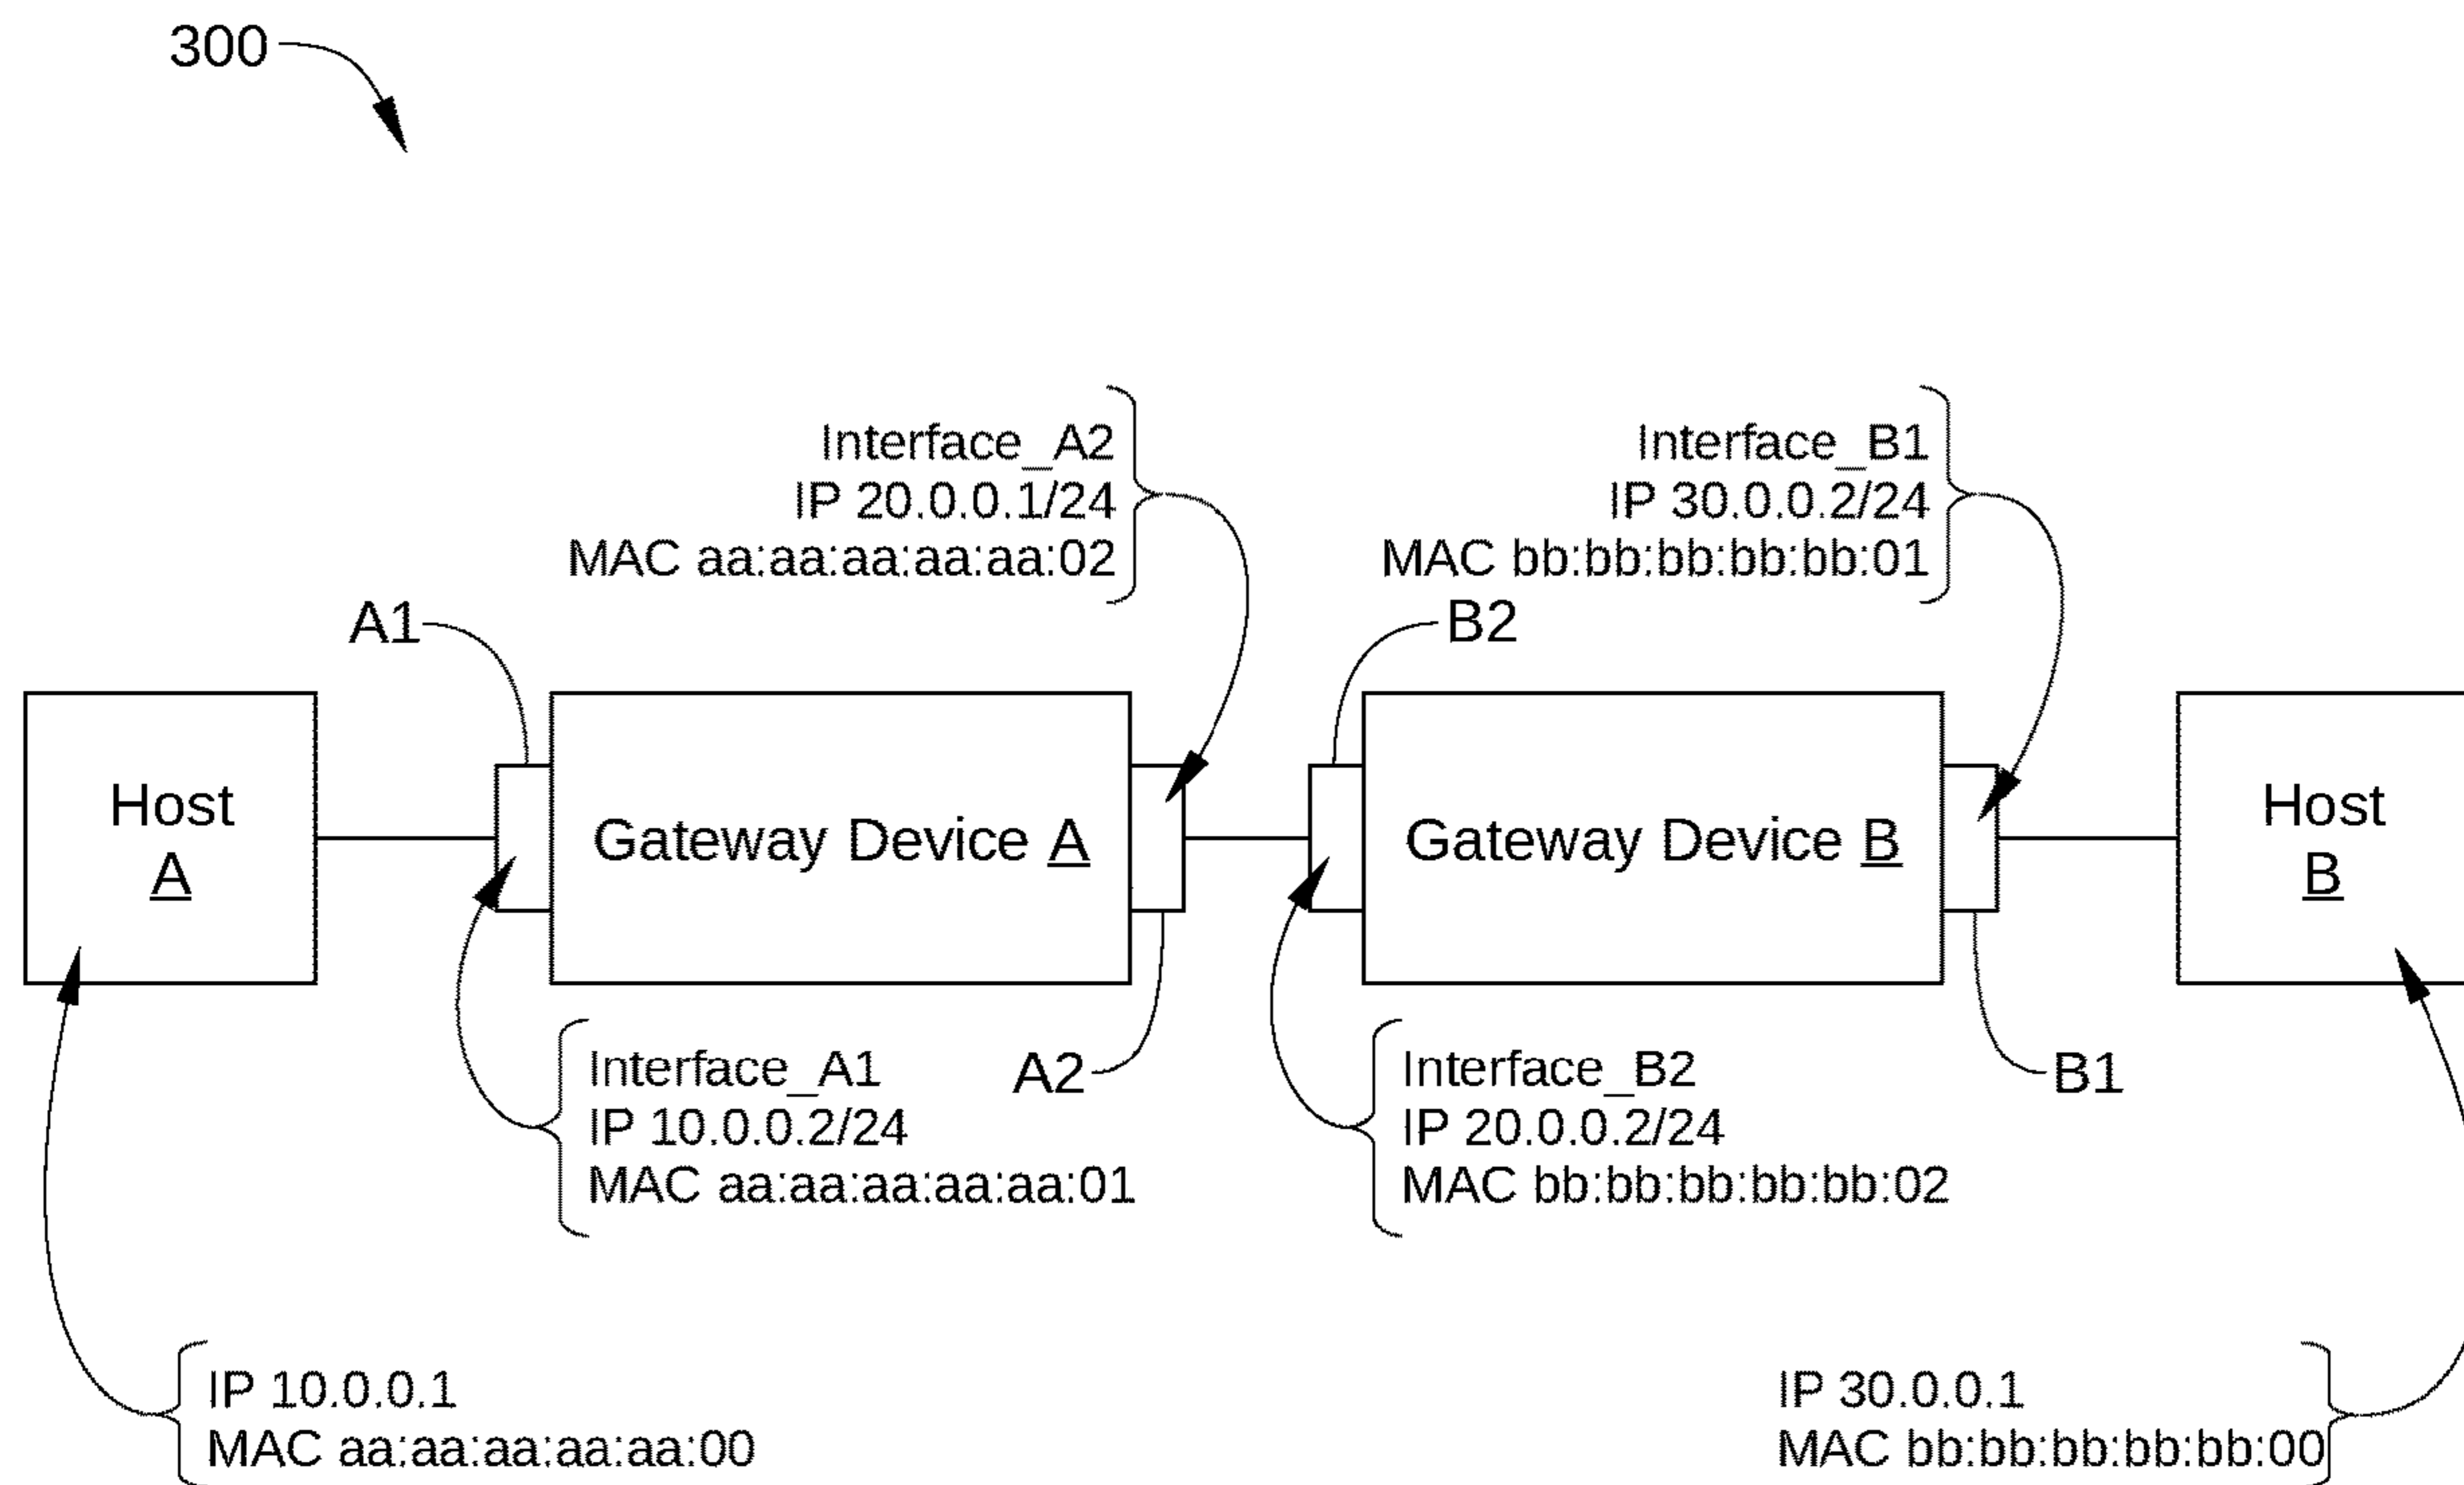 300
Interface_A2
IP 20.0.0.1/24
MAC aa:aa:aa:aa:aa:02
Interface_B1
IP 30.0.0.2/24
MAC bb:bb:bb:bb:bb:01
A1
B2
Host
A
Gateway Device A
Gateway Device B
Host
B
Interface_A1
IP 10.0.0.2/24
MAC aa:aa:aa:aa:aa:01
A2
Interface_B2
IP 20.0.0.2/24
MAC bb:bb:bb:bb:bb:02
B1
IP 10.0.0.1
MAC aa:aa:aa:aa:aa:00
IP 30.0.0.1
MAC bb:bb:bb:bb:bb:00